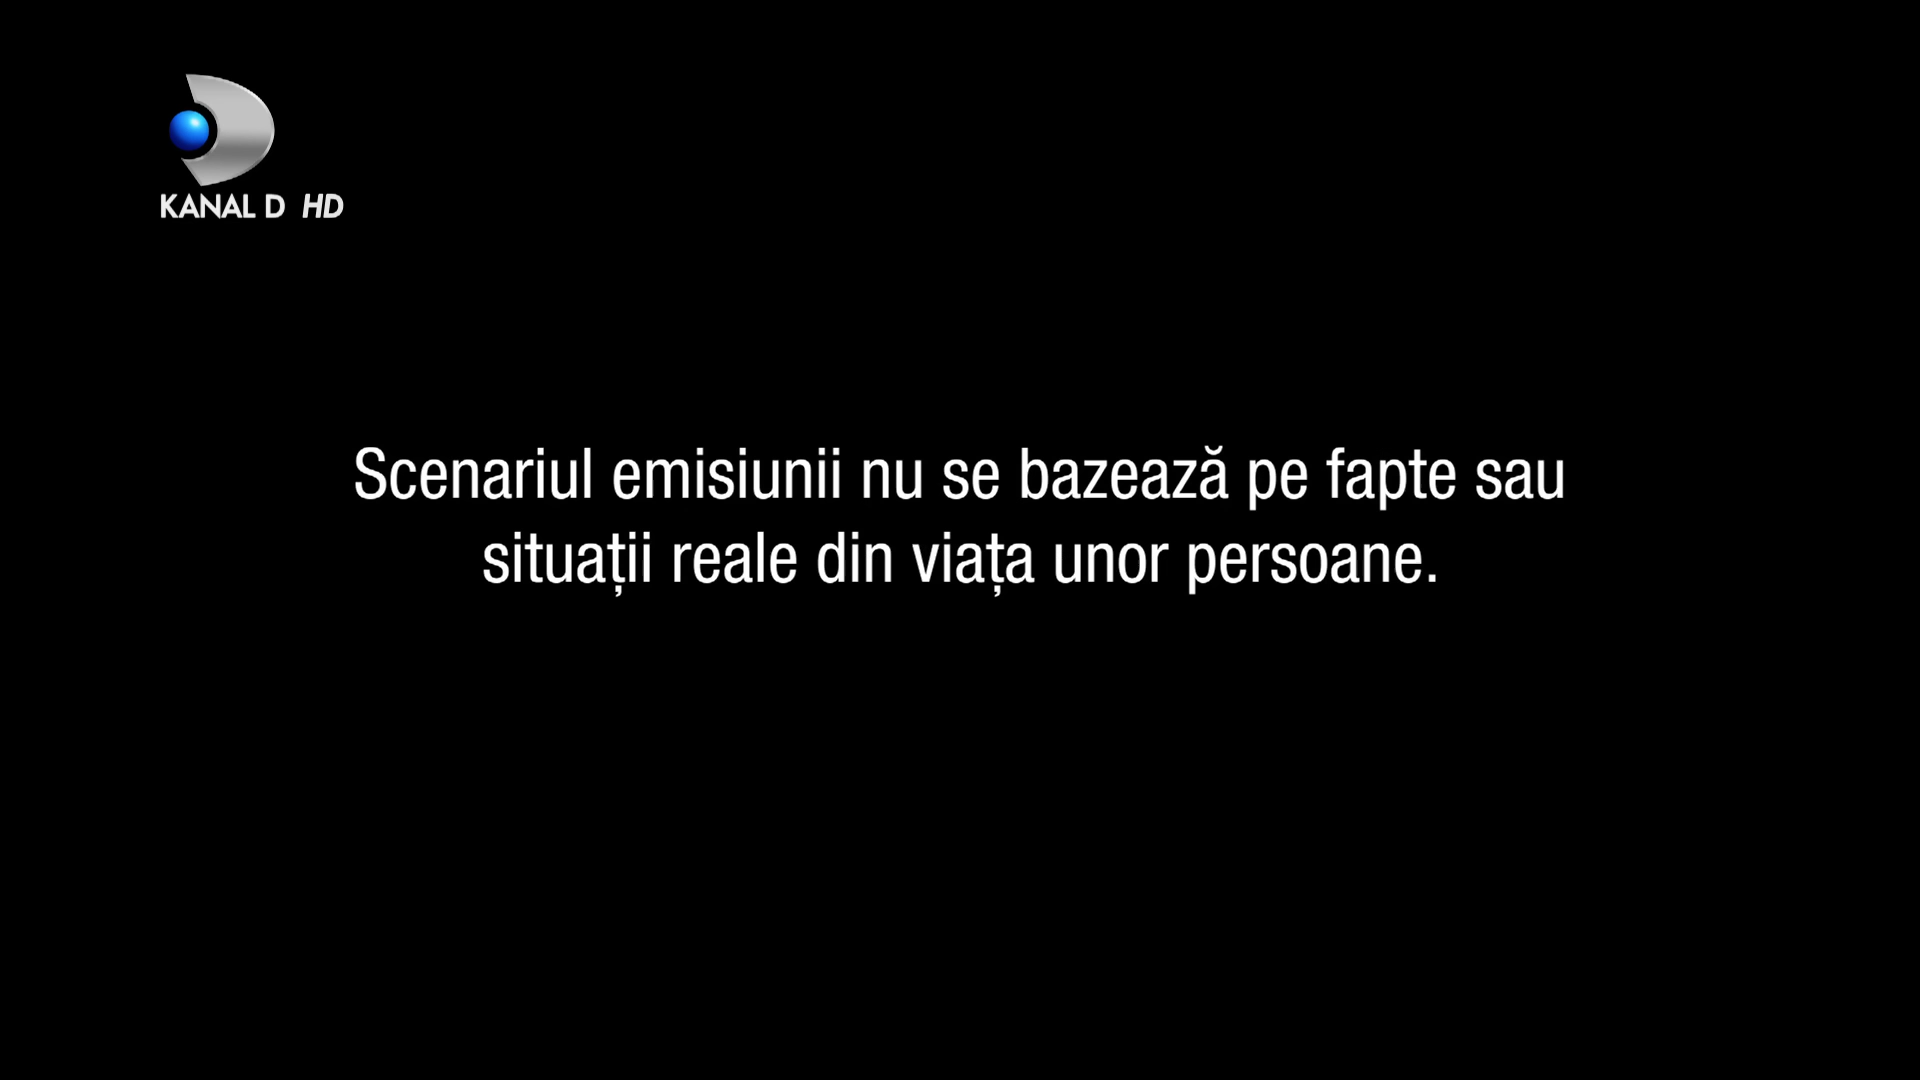 KANAL D HD
Scenariul emisiunii nu se bazează pe fapte sau
situații reale din viața unor persoane.